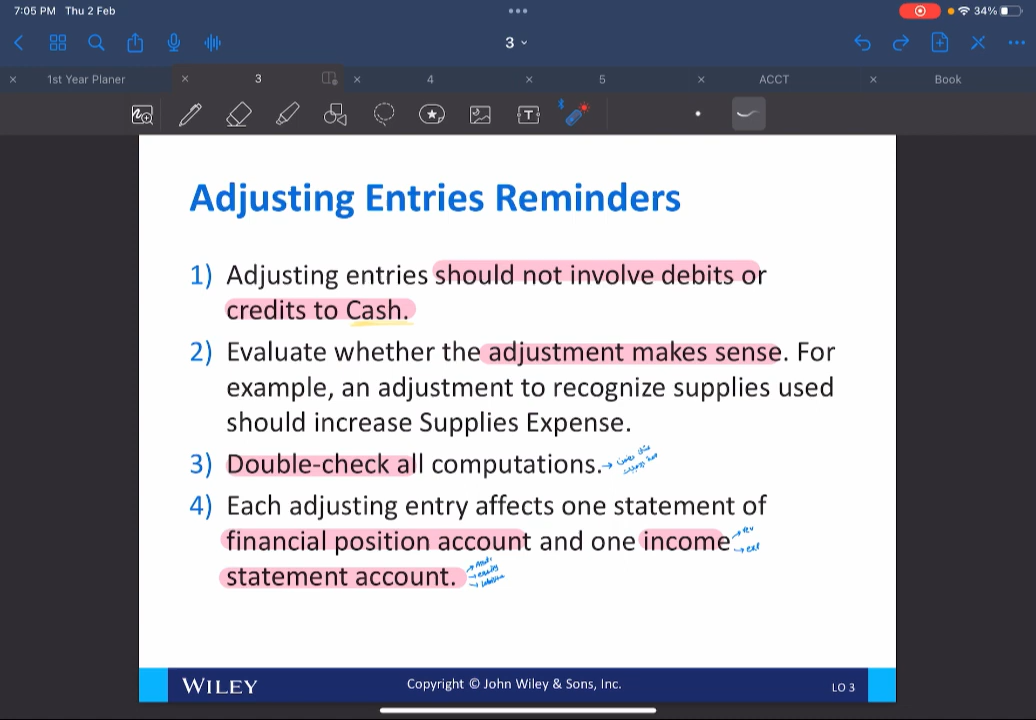 7:05 PM Thu 2 Feb
34%
3
1st Year Planer
3
4
5
ACCT
Book
T
Adjusting Entries Reminders
1) Adjusting entries should not involve debits or
credits to Cash.
2) Evaluate whether the adjustment makes sense. For
example, an adjustment to recognize supplies used
should increase Supplies Expense.
3) Double-check all computations.
4) Each adjusting entry affects one statement of
financial position account and one income
→ rev
→ exp
statement account.
WILEY
Copyright © John Wiley & Sons, Inc.
LO 3